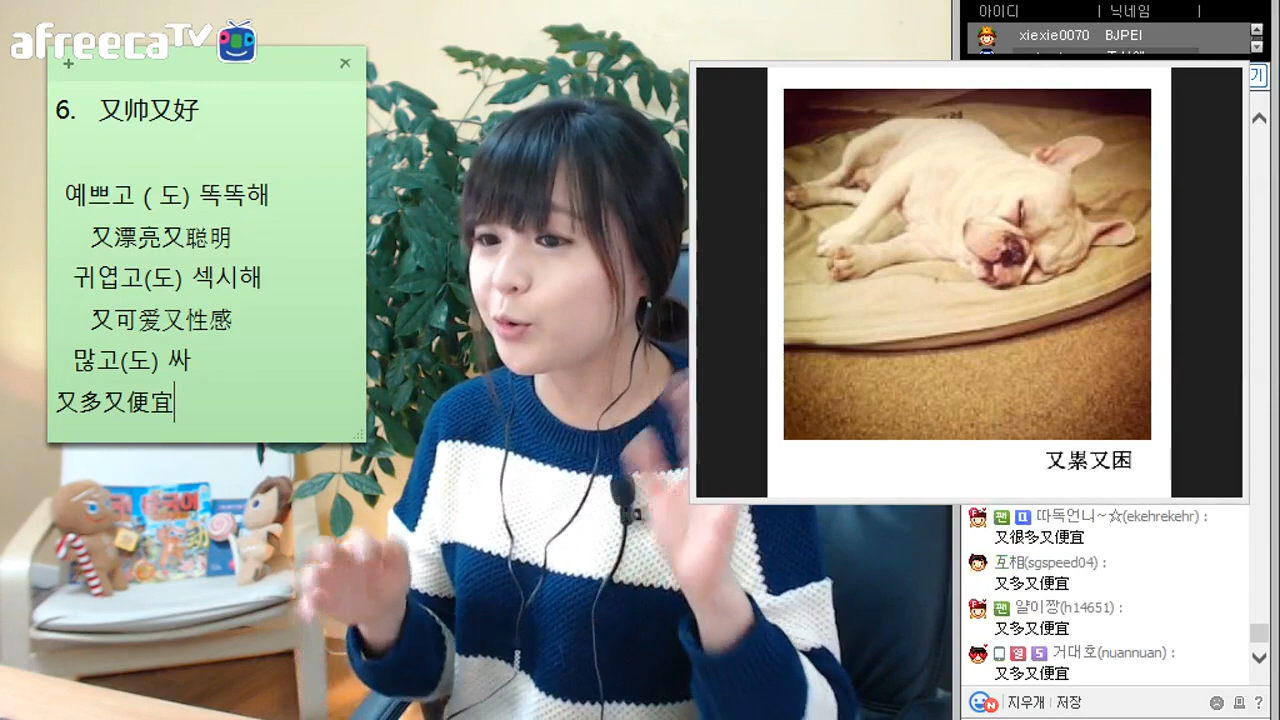 afreecaTV
6. 又帅又好
예쁘고 ( 도) 똑똑해
又漂亮又聪明
귀엽고(도) 섹시해
又可爱又性感
많고(도) 싸
又多又便宜
又累又困
아이디 | 닉네임 |
xiexie0070 BJPEI
기
팬 따독언니~☆(ekehrekehr) :
又很多又便宜
互相(sgspeed04) :
又多又便宜
팬 얄이짱(h14651) :
又多又便宜
열 5 거대호(nuannuan) :
又多又便宜
N 지우개 | 저장 ?